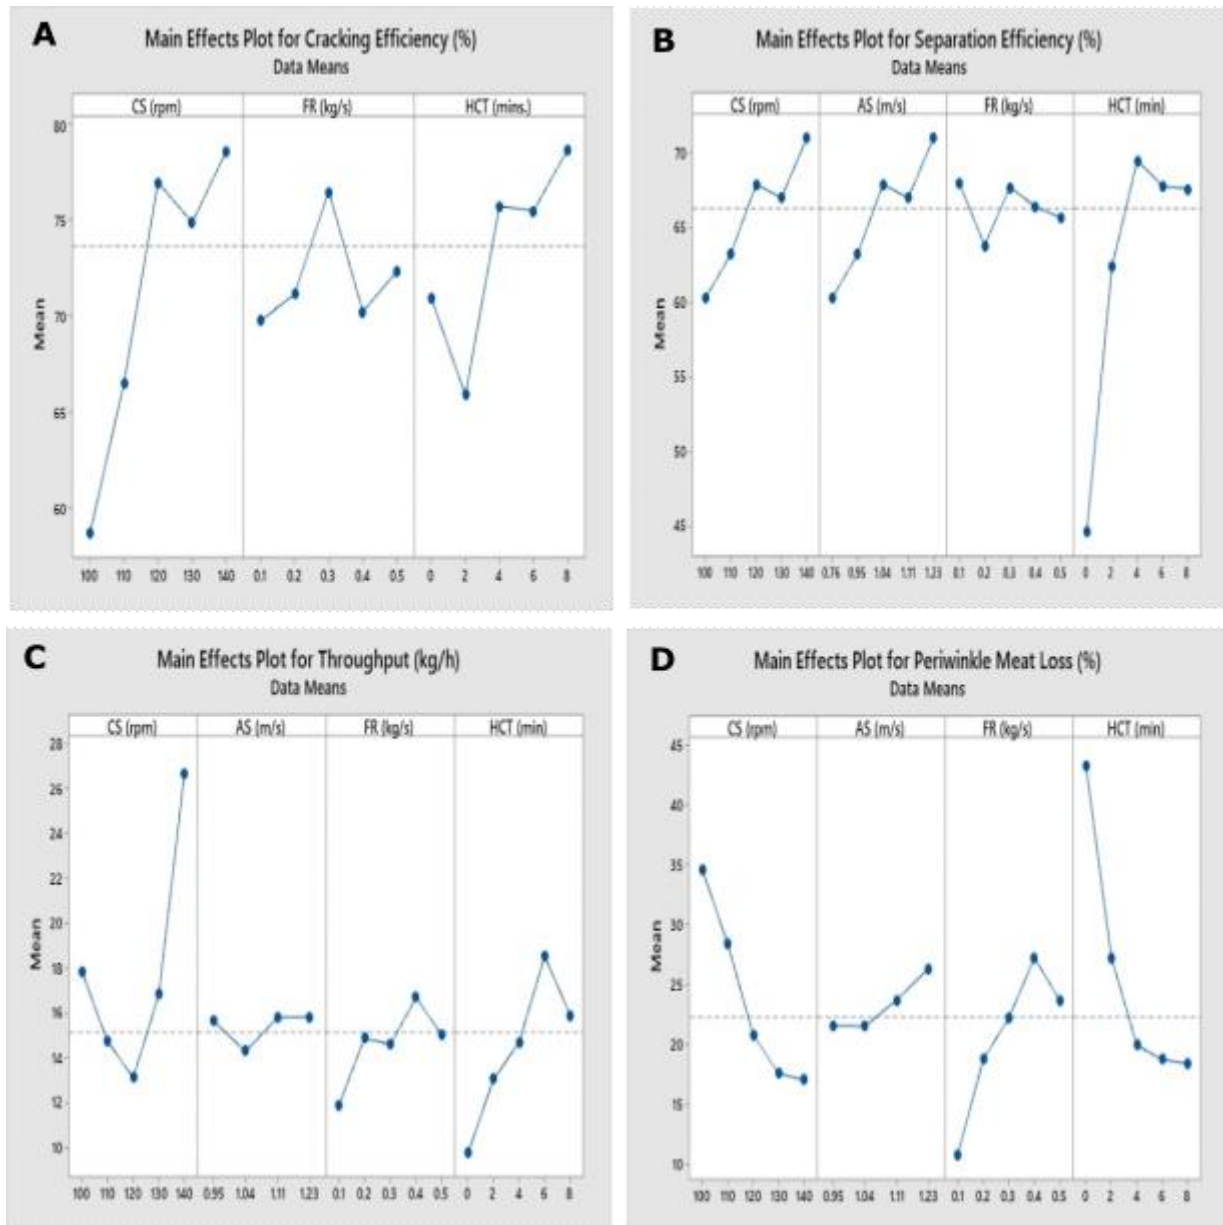 A
Main Effects Plot for Cracking Efficiency (%)
Data Means
CS (rpm) FR (kg/s) HCT (mins.)
Mean
80
75
70
65
60
100 110 120 130 140 0.1 0.2 0.3 0.4 0.5 0 2 4 6 8
B
Main Effects Plot for Separation Efficiency (%)
Data Means
CS (rpm) AS (m/s) FR (kg/s) HCT (min)
Mean
70
65
60
55
50
45
100 110 120 130 140 0.76 0.95 1.04 1.11 1.23 0.1 0.2 0.3 0.4 0.5 0 2 4 6 8
C
Main Effects Plot for Throughput (kg/h)
Data Means
CS (rpm) AS (m/s) FR (kg/s) HCT (min)
Mean
28
26
24
22
20
18
16
14
12
10
100 110 120 130 140 0.95 1.04 1.11 1.23 0.1 0.2 0.3 0.4 0.5 0 2 4 6 8
D
Main Effects Plot for Periwinkle Meat Loss (%)
Data Means
CS (rpm) AS (m/s) FR (kg/s) HCT (min)
Mean
45
40
35
30
25
20
15
10
100 110 120 130 140 0.95 1.04 1.11 1.23 0.1 0.2 0.3 0.4 0.5 0 2 4 6 8